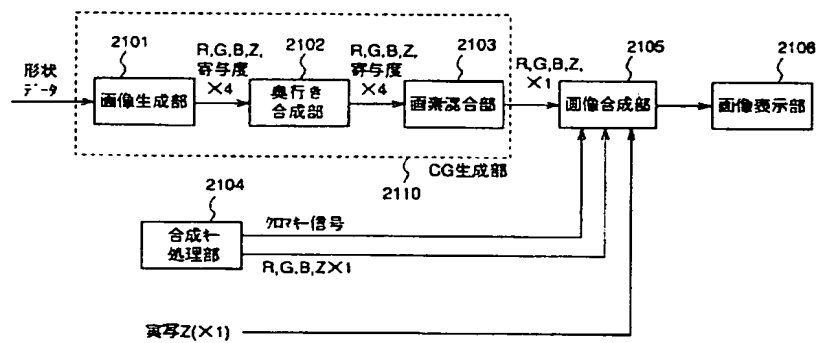 形状
データ
2101
画像生成部
R,G,B,Z,
寄与度
×4
2102
奥行き
合成部
R,G,B,Z,
寄与度
×4
2103
画素混合部
R,G,B,Z,
×1
2105
画像合成部
2106
画像表示部
CG生成部
2110
2104
合成キー
処理部
クロマキー信号
R,G,B,Z×1
実写Z(×1)